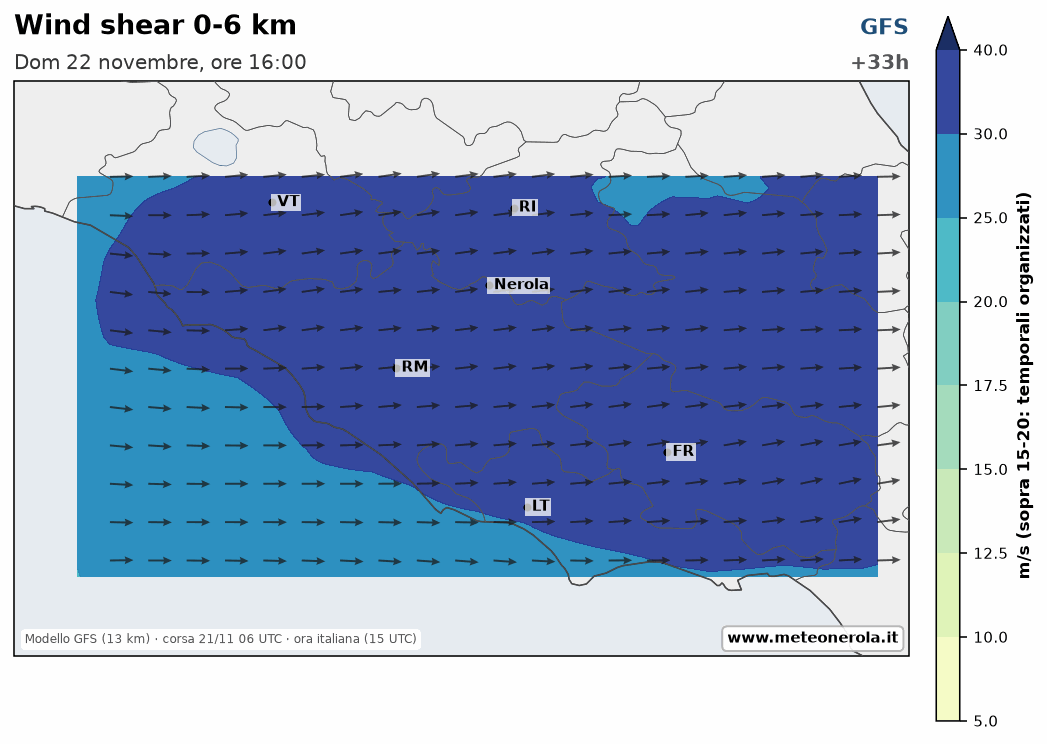 Wind shear 0-6 km
GFS
Dom 22 novembre, ore 16:00
+33h
VT
RI
Nerola
RM
FR
LT
Modello GFS (13 km) · corsa 21/11 06 UTC · ora italiana (15 UTC)
www.meteonerola.it
40.0
30.0
25.0
20.0
17.5
15.0
12.5
10.0
5.0
m/s (sopra 15-20: temporali organizzati)